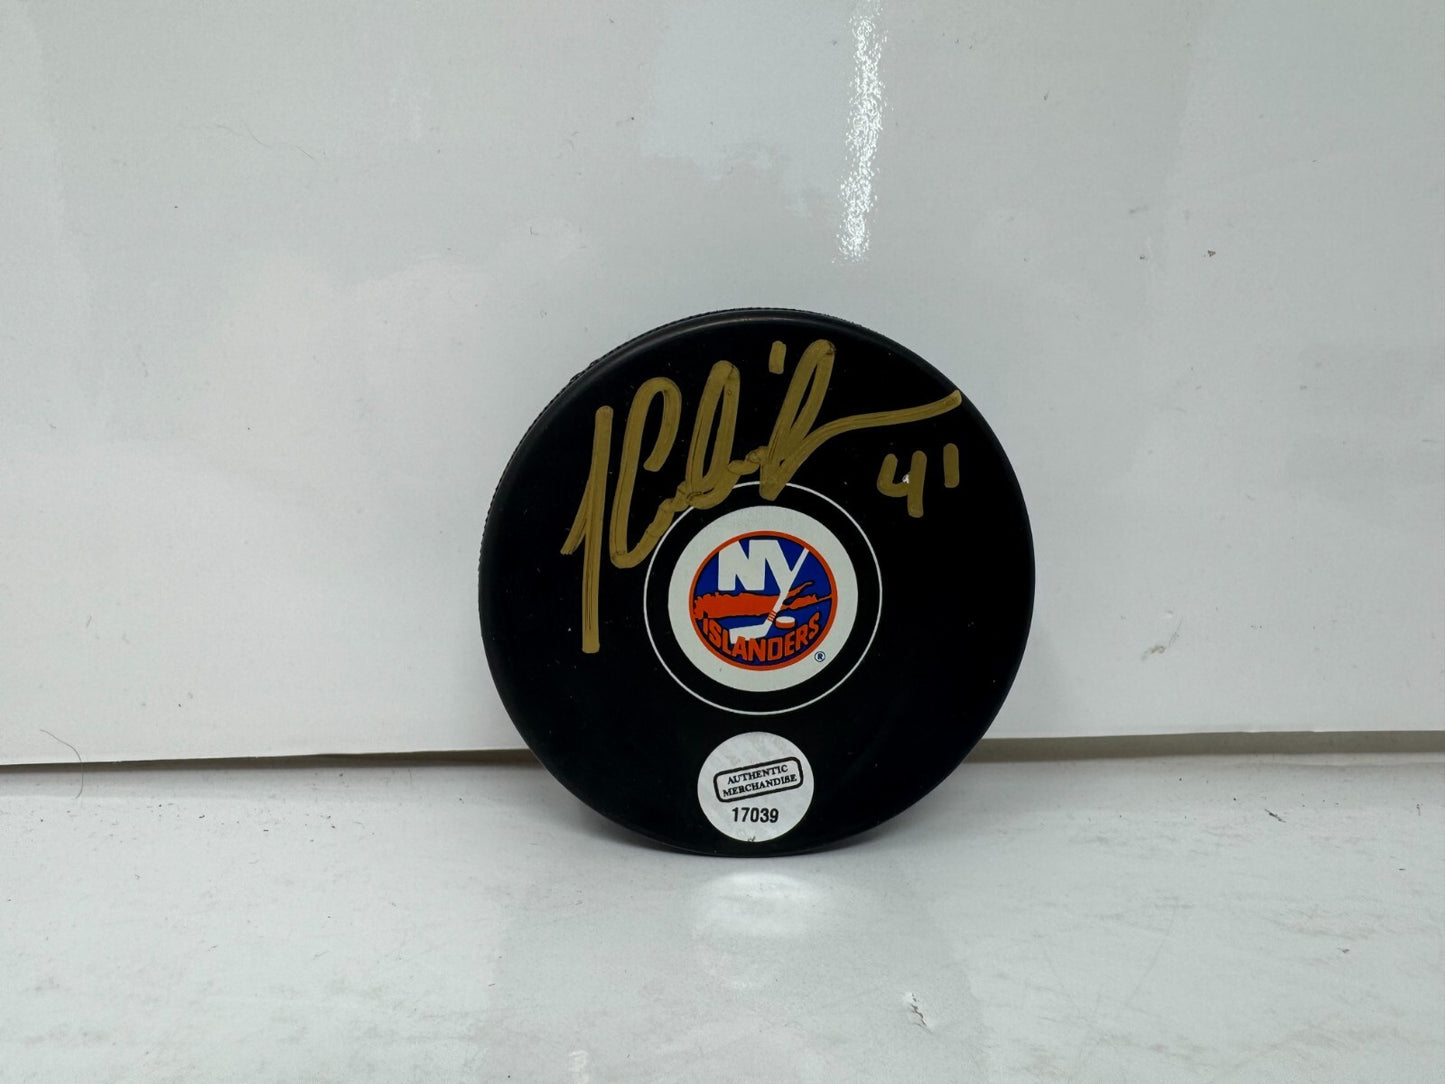 41
NY
ISLANDERS
®
AUTHENTIC
MERCHANDISE
17039